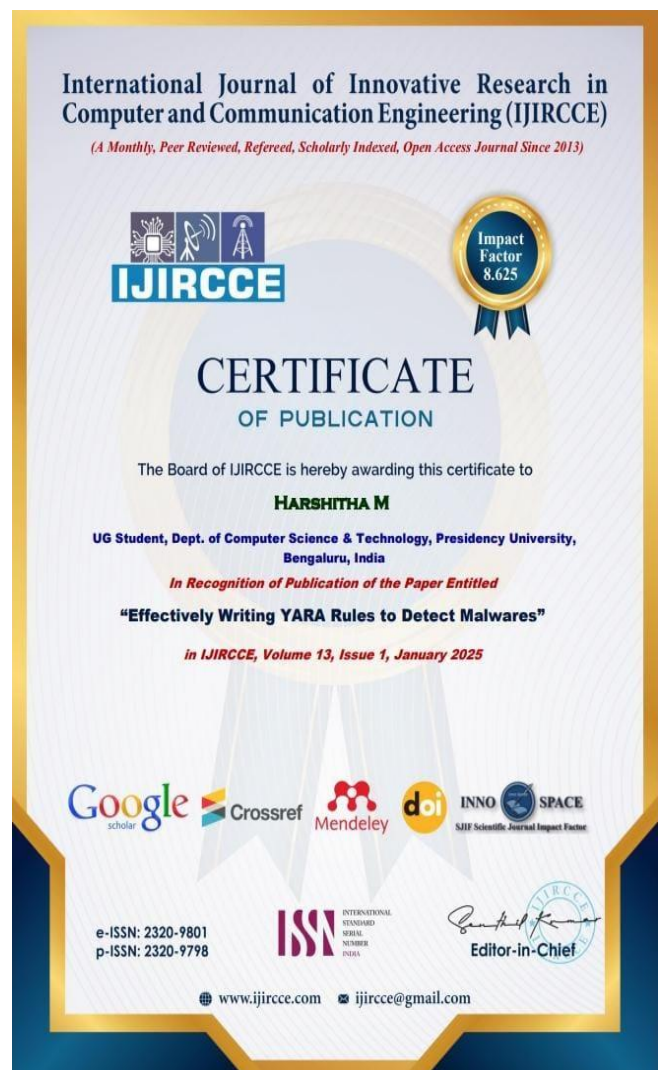 International Journal of Innovative Research in
Computer and Communication Engineering (IJIRCCE)
(A Monthly, Peer Reviewed, Refereed, Scholarly Indexed, Open Access Journal Since 2013)
IJIRCCE
Impact
Factor
8.625
CERTIFICATE
OF PUBLICATION
The Board of IJIRCCE is hereby awarding this certificate to
HARSHITHA M
UG Student, Dept. of Computer Science & Technology, Presidency University,
Bengaluru, India
In Recognition of Publication of the Paper Entitled
“Effectively Writing YARA Rules to Detect Malwares”
in IJIRCCE, Volume 13, Issue 1, January 2025
Google
scholar
Crossref
Mendeley
doi
INNO SPACE
SJIF Scientific Journal Impact Factor
e-ISSN: 2320-9801
p-ISSN: 2320-9798
ISSN
INTERNATIONAL
STANDARD
SERIAL
NUMBER
INDIA
Senthil Kumar
IJIRCCE
Editor-in-Chief
www.ijircce.com ijircce@gmail.com